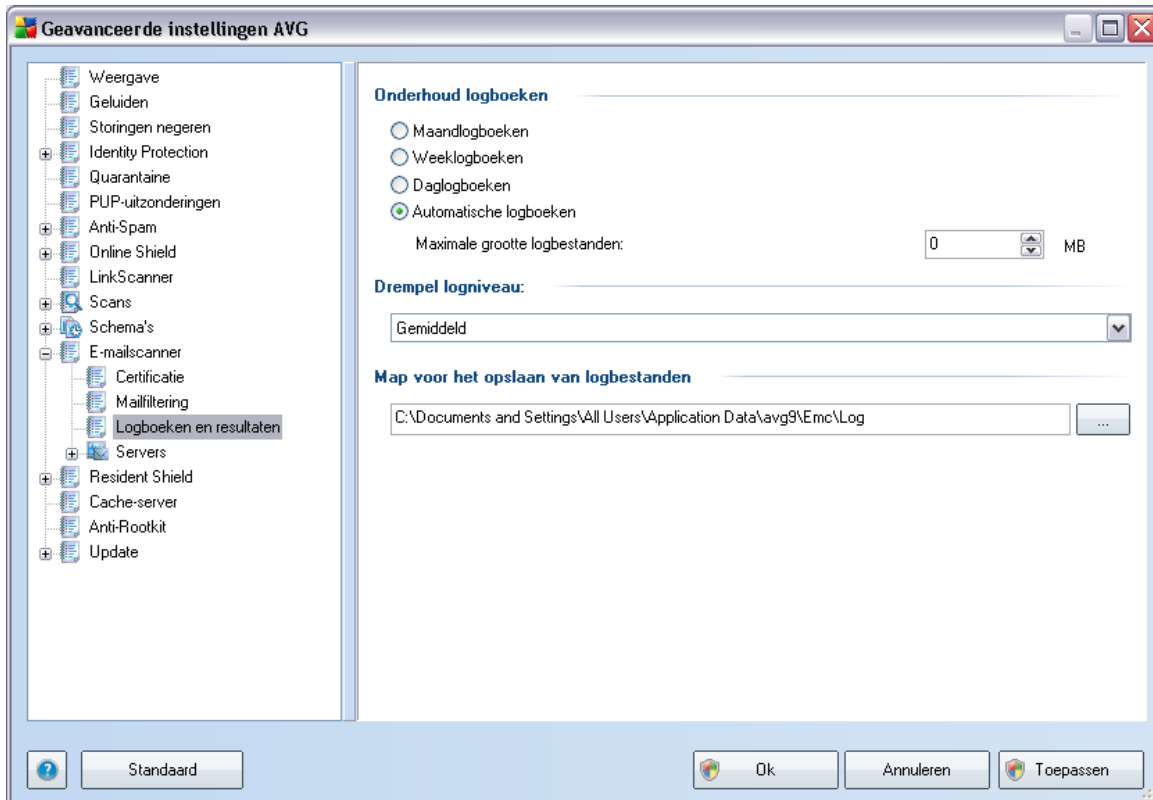 Geavanceerde instellingen AVG
Weergave
Geluiden
Storingen negeren
Identity Protection
Quarantaine
PUP-uitzonderingen
Anti-Spam
Online Shield
LinkScanner
Scans
Schema's
E-mailscanner
Certificatie
Mailfiltering
Logboeken en resultaten
Servers
Resident Shield
Cache-server
Anti-Rootkit
Update
Onderhoud logboeken
Maandlogboeken
Weeklogboeken
Daglogboeken
Automatische logboeken
Maximale grootte logbestanden: 0 MB
Drempel logniveau:
Gemiddeld
Map voor het opslaan van logbestanden
C:\Documents and Settings\All Users\Application Data\avg9\Emc\Log ...
? Standaard Ok Annuleren Toepassen